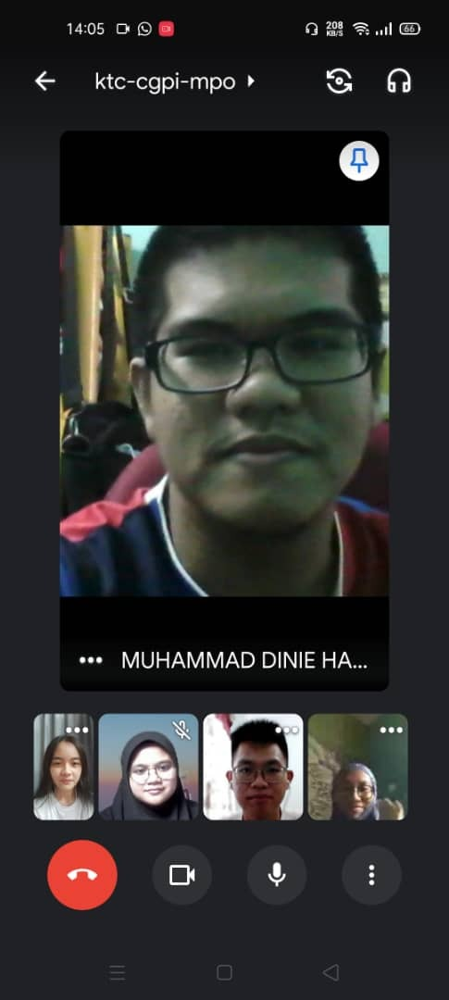 14:05
208
KB/S
66
ktc-cgpi-mpo
MUHAMMAD DINIE HA...